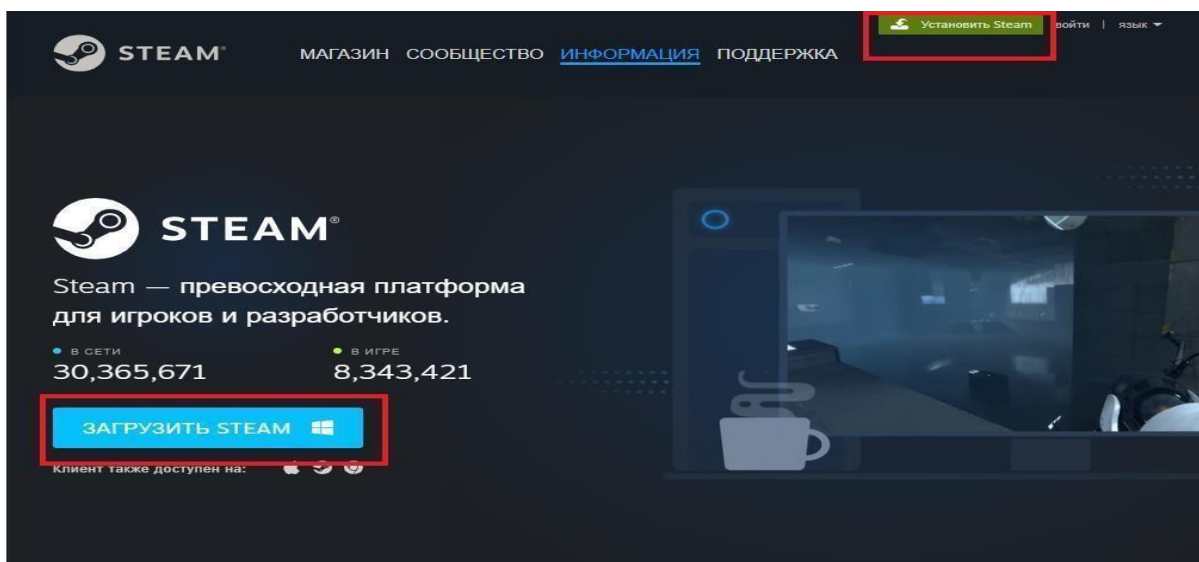 Установить Steam
войти | язык
STEAM®
МАГАЗИН СООБЩЕСТВО ИНФОРМАЦИЯ ПОДДЕРЖКА
STEAM®
Steam — превосходная платформа
для игроков и разработчиков.
В СЕТИ
В ИГРЕ
30,365,671
8,343,421
ЗАГРУЗИТЬ STEAM
Клиент также доступен на: